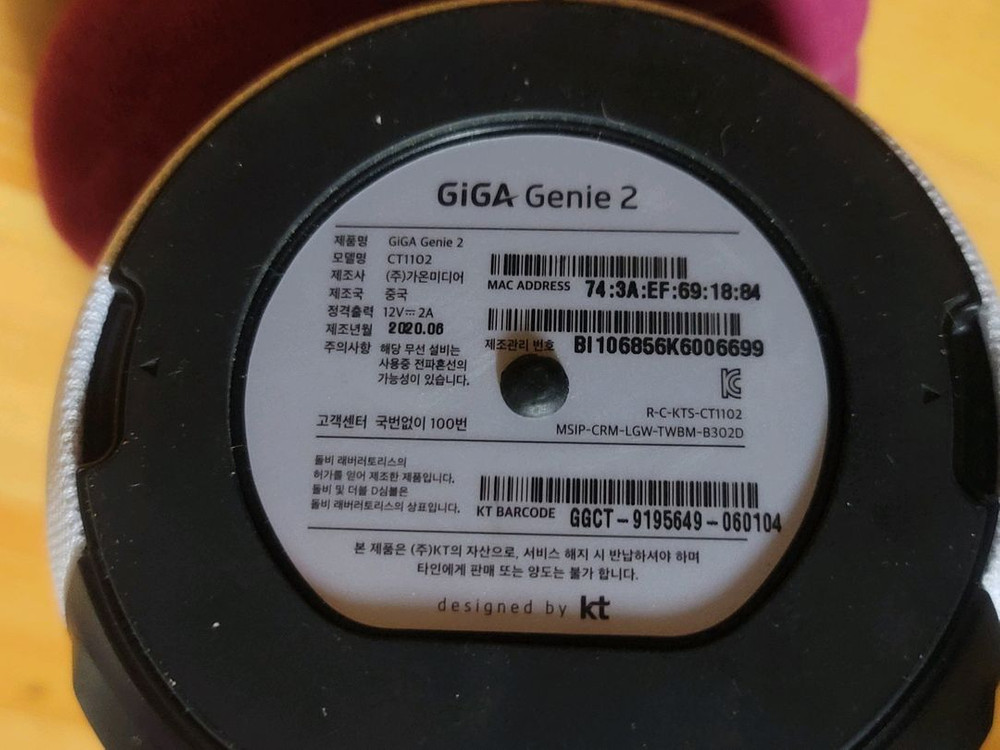 GiGA Genie 2
제품명 GiGA Genie 2
모델명 CT1102
제조사 (주)가온미디어
제조국 중국
정격출력 12V⎓2A
제조년월 2020.06
주의사항 해당 무선 설비는
사용중 전파혼선의
가능성이 있습니다.
고객센터 국번없이 100번
MAC ADDRESS 74:3A:EF:69:18:84
제조관리 번호 BI106856K6006699
R-C-KTS-CT1102
MSIP-CRM-LGW-TWBM-B302D
돌비 래버러토리스의
허가를 얻어 제조한 제품입니다.
돌비 및 더블 D심볼은
돌비 래버러토리스의 상표입니다.
KT BARCODE GGCT-9195649-060104
본 제품은 (주)KT의 자산으로, 서비스 해지 시 반납하셔야 하며
타인에게 판매 또는 양도는 불가 합니다.
designed by kt